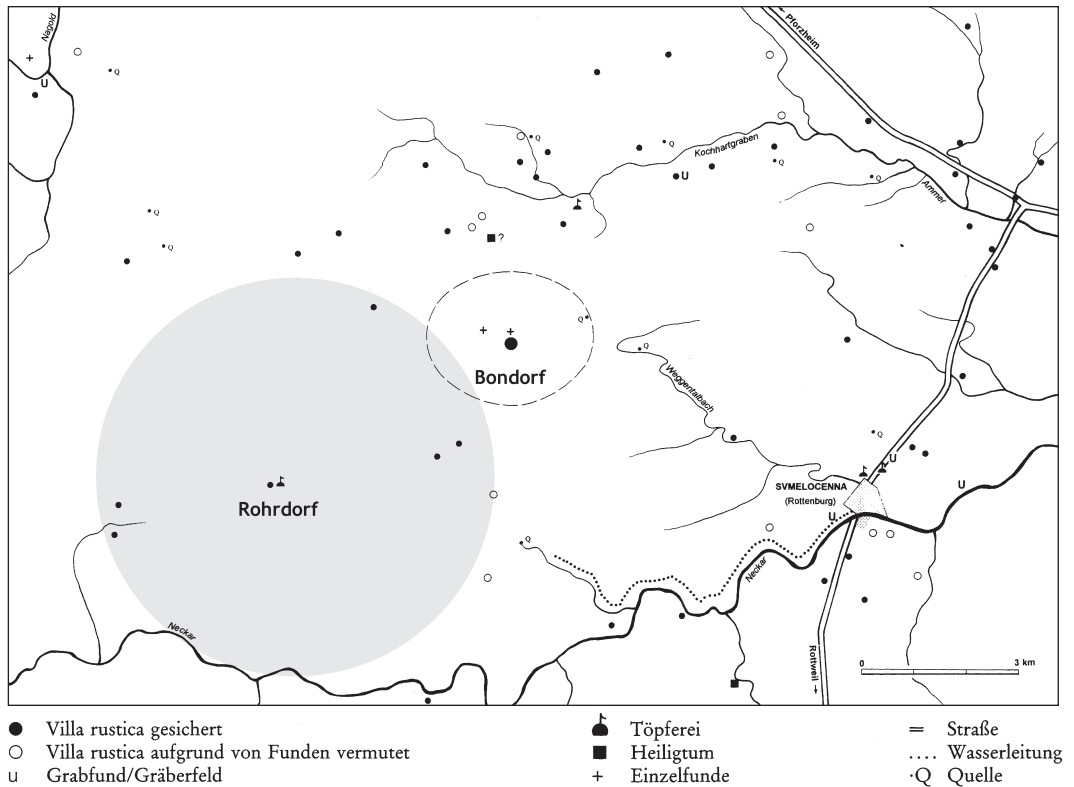 Nagold
Pforzheim
U
Q
Q
Q
Kochhartgraben
Q
U
Q
Ammer
Q
Q
?
Q
Q
Bondorf
Q
Weggentalbach
Q
U
SVMELOCENNA
(Rottenburg)
U
U
Rohrdorf
Q
Neckar
Neckar
Rottweil
0 3 km
Villa rustica gesichert
Villa rustica aufgrund von Funden vermutet
U Grabfund/Gräberfeld
Töpferei
Heiligtum
+ Einzelfunde
Straße
.... Wasserleitung
·Q Quelle